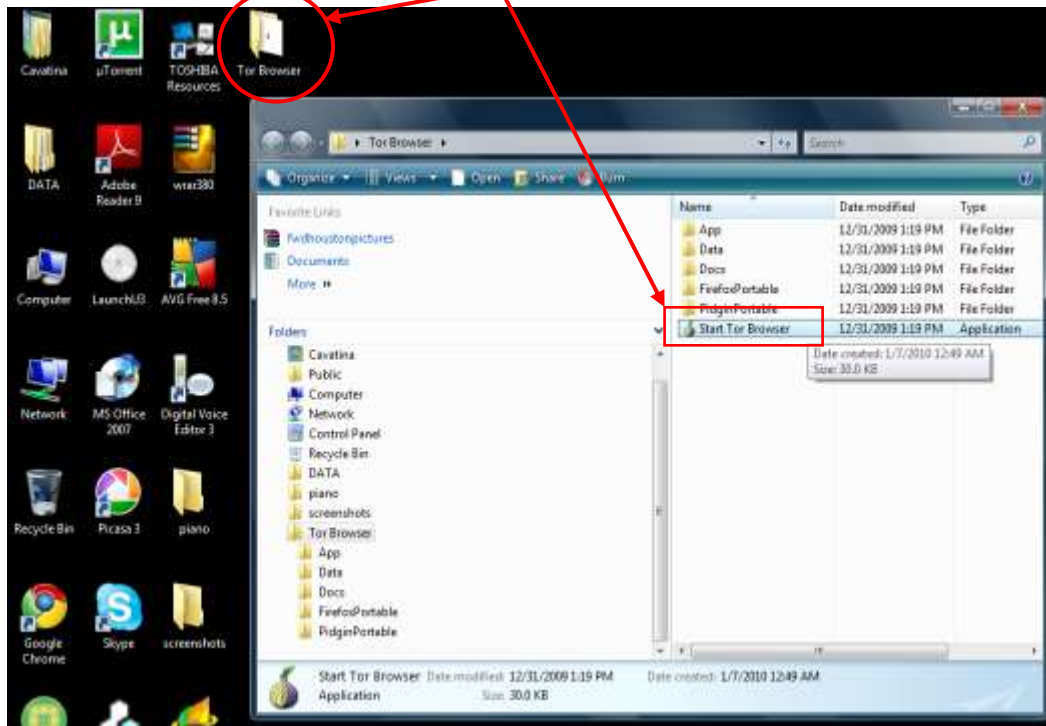 Cavatina
µTorrent
TOSHIBA
Resources
Tor Browser
DATA
Adobe
Reader 9
wrar380
Computer
LaunchU3
AVG Free 8.5
Network
MS Office
2007
Digital Voice
Editor 3
Recycle Bin
Picasa 3
piano
Google
Chrome
Skype
screenshots
Tor Browser
Search
Organize
Views
Open
Share
Burn
Favorite Links
Fwdhoustonpictures
Documents
More »
Folders
Cavatina
Public
Computer
Network
Control Panel
Recycle Bin
DATA
piano
screenshots
Tor Browser
App
Data
Docs
FirefoxPortable
PidginPortable
Name Date modified Type
App 12/31/2009 1:19 PM File Folder
Data 12/31/2009 1:19 PM File Folder
Docs 12/31/2009 1:19 PM File Folder
FirefoxPortable 12/31/2009 1:19 PM File Folder
PidginPortable 12/31/2009 1:19 PM File Folder
Start Tor Browser 12/31/2009 1:19 PM Application
Date created: 1/7/2010 12:49 AM
Size: 30.0 KB
Start Tor Browser Date modified: 12/31/2009 1:19 PM Date created: 1/7/2010 12:49 AM
Application Size: 30.0 KB